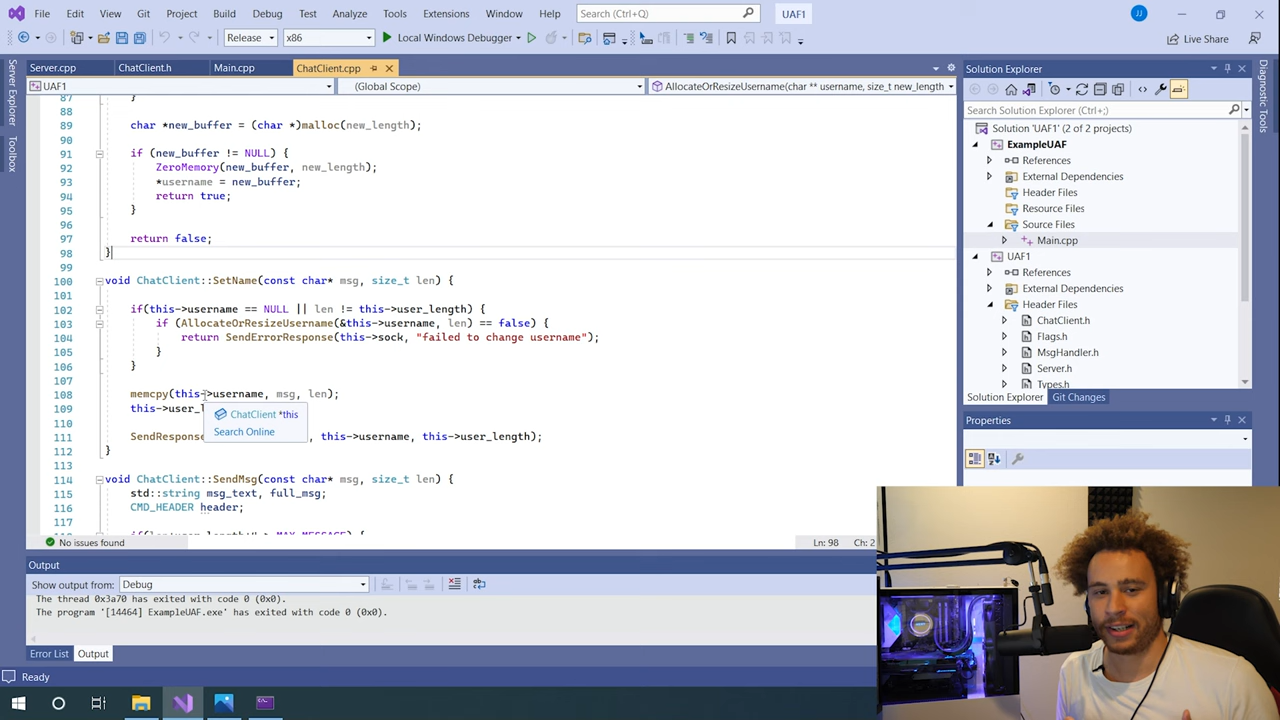 File Edit View Git Project Build Debug Test Analyze Tools Extensions Window Help Search (Ctrl+Q) UAF1 JJ
Release x86 Local Windows Debugger Live Share
Server.cpp ChatClient.h Main.cpp ChatClient.cpp
UAF1 (Global Scope) AllocateOrResizeUsername(char ** username, size_t new_length
87 }
88
89 char *new_buffer = (char *)malloc(new_length);
90
91 if (new_buffer != NULL) {
92 ZeroMemory(new_buffer, new_length);
93 *username = new_buffer;
94 return true;
95 }
96
97 return false;
98 }
99
100 void ChatClient::SetName(const char* msg, size_t len) {
101
102 if(this->username == NULL || len != this->user_length) {
103 if (AllocateOrResizeUsername(&this->username, len) == false) {
104 return SendErrorResponse(this->sock, "failed to change username");
105 }
106 }
107
108 memcpy(this->username, msg, len);
109 this->user_l
ChatClient *this
Search Online
110
111 SendResponse , this->username, this->user_length);
112 }
113
114 void ChatClient::SendMsg(const char* msg, size_t len) {
115 std::string msg_text, full_msg;
116 CMD_HEADER header;
117
No issues found Ln: 98 Ch: 2
Output
Show output from: Debug
The thread 0x3a70 has exited with code 0 (0x0).
The program '[14464] ExampleUAF.exe' has exited with code 0 (0x0).
Error List Output
Ready
Server Explorer
Toolbox
Solution Explorer
Search Solution Explorer (Ctrl+;)
Solution 'UAF1' (2 of 2 projects)
ExampleUAF
References
External Dependencies
Header Files
Resource Files
Source Files
Main.cpp
UAF1
References
External Dependencies
Header Files
ChatClient.h
Flags.h
MsgHandler.h
Server.h
Types.h
Solution Explorer Git Changes
Properties
Diagnostic Tools